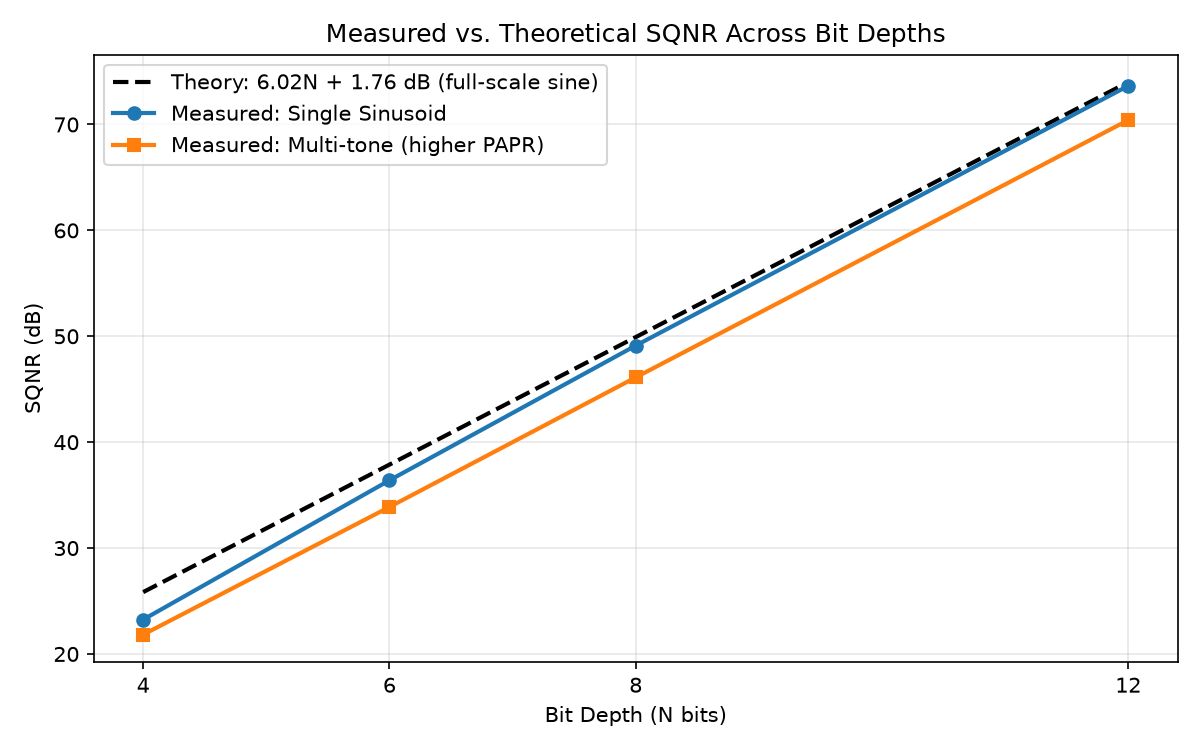 Measured vs. Theoretical SQNR Across Bit Depths
Theory: 6.02N + 1.76 dB (full-scale sine)
Measured: Single Sinusoid
Measured: Multi-tone (higher PAPR)
SQNR (dB)
70
60
50
40
30
20
4 6 8 12
Bit Depth (N bits)